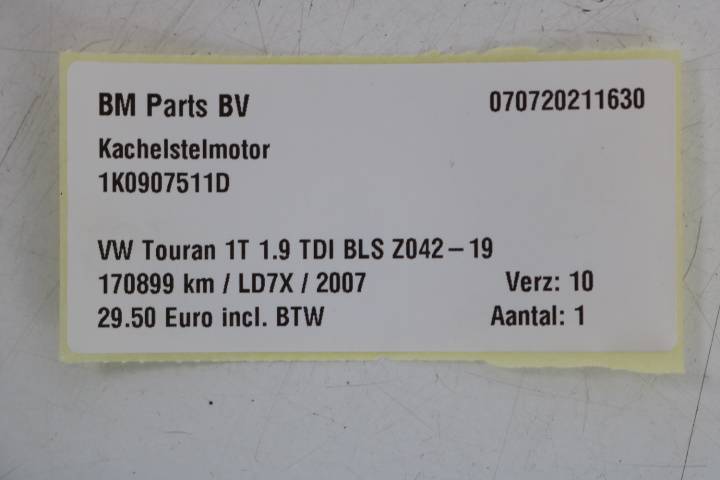 BM Parts BV 070720211630
Kachelstelmotor
1K0907511D
VW Touran 1T 1.9 TDI BLS Z042-19
170899 km / LD7X / 2007 Verz: 10
29.50 Euro incl. BTW Aantal: 1